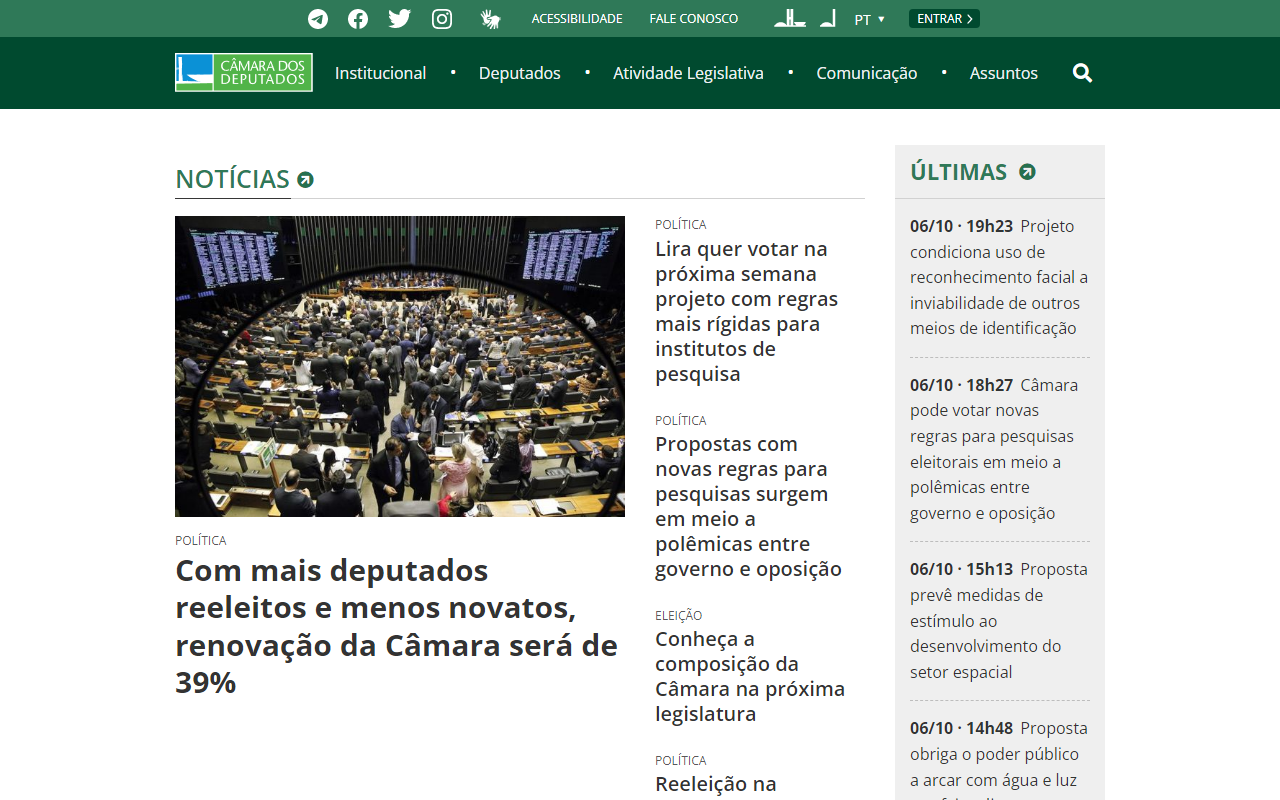 ACESSIBILIDADE
FALE CONOSCO
PT
ENTRAR
CÂMARA DOS
DEPUTADOS
Institucional
Deputados
Atividade Legislativa
Comunicação
Assuntos
NOTÍCIAS
POLÍTICA
Com mais deputados
reeleitos e menos novatos,
renovação da Câmara será de
39%
POLÍTICA
Lira quer votar na
próxima semana
projeto com regras
mais rígidas para
institutos de
pesquisa
POLÍTICA
Propostas com
novas regras para
pesquisas surgem
em meio a
polêmicas entre
governo e oposição
ELEIÇÃO
Conheça a
composição da
Câmara na próxima
legislatura
POLÍTICA
Reeleição na
ÚLTIMAS
06/10 · 19h23 Projeto
condiciona uso de
reconhecimento facial a
inviabilidade de outros
meios de identificação
06/10 · 18h27 Câmara
pode votar novas
regras para pesquisas
eleitorais em meio a
polêmicas entre
governo e oposição
06/10 · 15h13 Proposta
prevê medidas de
estímulo ao
desenvolvimento do
setor espacial
06/10 · 14h48 Proposta
obriga o poder público
a arcar com água e luz